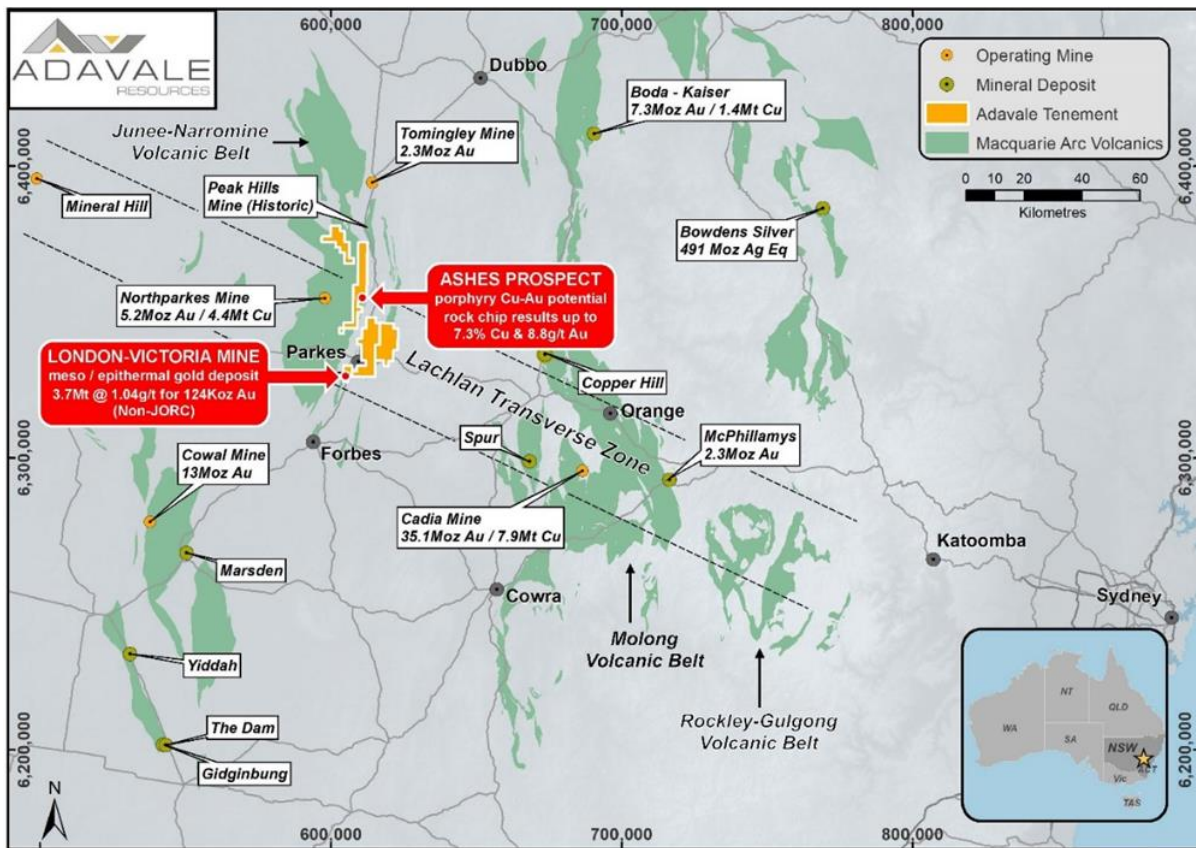 ADAVALE
RESOURCES
600,000
700,000
800,000
Operating Mine
Mineral Deposit
Adavale Tenement
Macquarie Arc Volcanics
0 10 20 40 60
Kilometres
Dubbo
Boda - Kaiser
7.3Moz Au / 1.4Mt Cu
Junee-Narromine
Volcanic Belt
Tomingley Mine
2.3Moz Au
6,400,000
6,400,000
Mineral Hill
Peak Hills
Mine (Historic)
Bowdens Silver
491 Moz Ag Eq
Northparkes Mine
5.2Moz Au / 4.4Mt Cu
ASHES PROSPECT
porphyry Cu-Au potential
rock chip results up to
7.3% Cu & 8.8g/t Au
Parkes
LONDON-VICTORIA MINE
meso / epithermal gold deposit
3.7Mt @ 1.04g/t for 124Koz Au
(Non-JORC)
Lachlan Transverse Zone
Copper Hill
Orange
Spur
McPhillamys
2.3Moz Au
Forbes
6,300,000
6,300,000
Cowal Mine
13Moz Au
Cadia Mine
35.1Moz Au / 7.9Mt Cu
Marsden
Katoomba
Cowra
Sydney
Molong
Volcanic Belt
Yiddah
Rockley-Gulgong
Volcanic Belt
The Dam
Gidginbung
6,200,000
6,200,000
NT
QLD
WA
SA
NSW
ACT
Vic
TAS
N
600,000
700,000
800,000